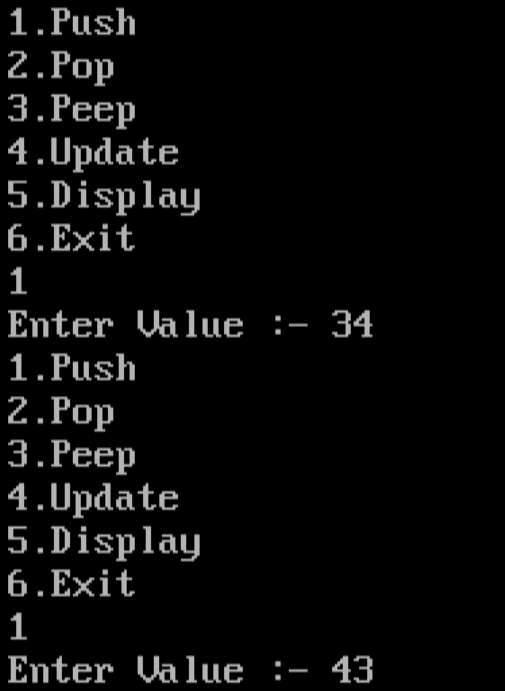 1.Push
2.Pop
3.Peep
4.Update
5.Display
6.Exit
1
Enter Value :- 34
1.Push
2.Pop
3.Peep
4.Update
5.Display
6.Exit
1
Enter Value :- 43